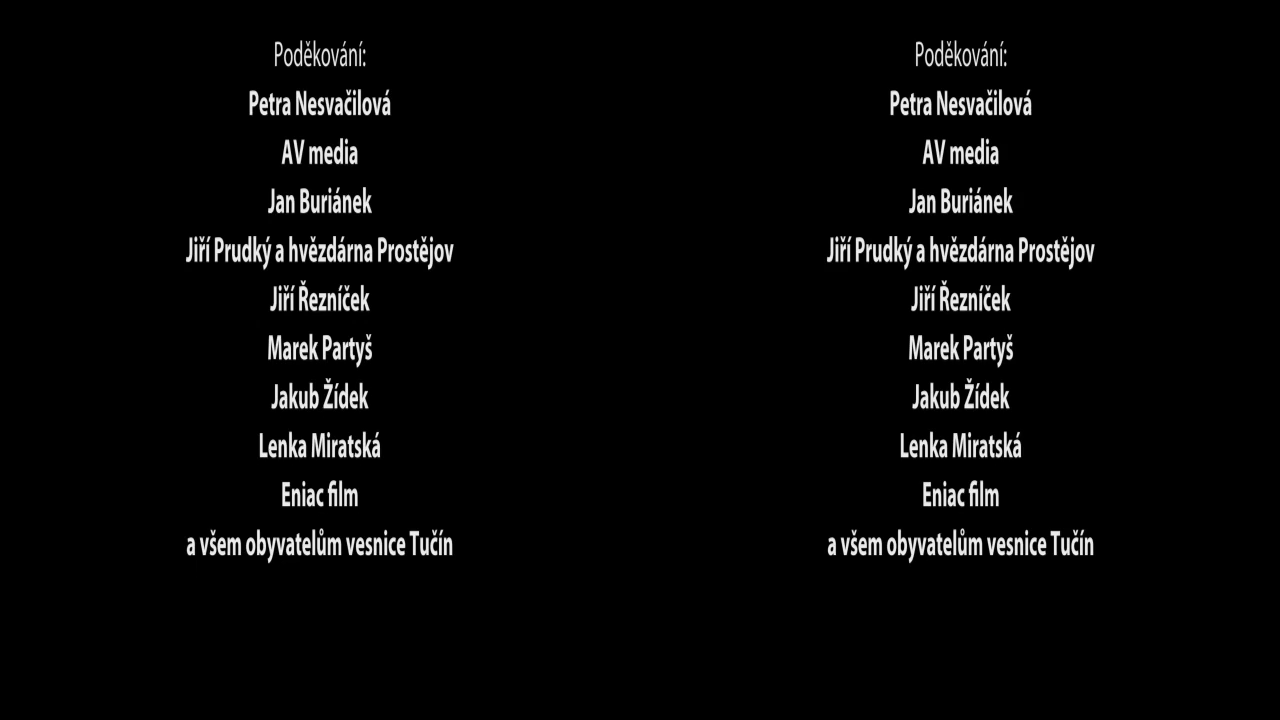 Poděkování:
Petra Nesvačilová
AV media
Jan Buriánek
Jiří Prudký a hvězdárna Prostějov
Jiří Řezníček
Marek Partyš
Jakub Žídek
Lenka Miratská
Eniac film
a všem obyvatelům vesnice Tučín
Poděkování:
Petra Nesvačilová
AV media
Jan Buriánek
Jiří Prudký a hvězdárna Prostějov
Jiří Řezníček
Marek Partyš
Jakub Žídek
Lenka Miratská
Eniac film
a všem obyvatelům vesnice Tučín